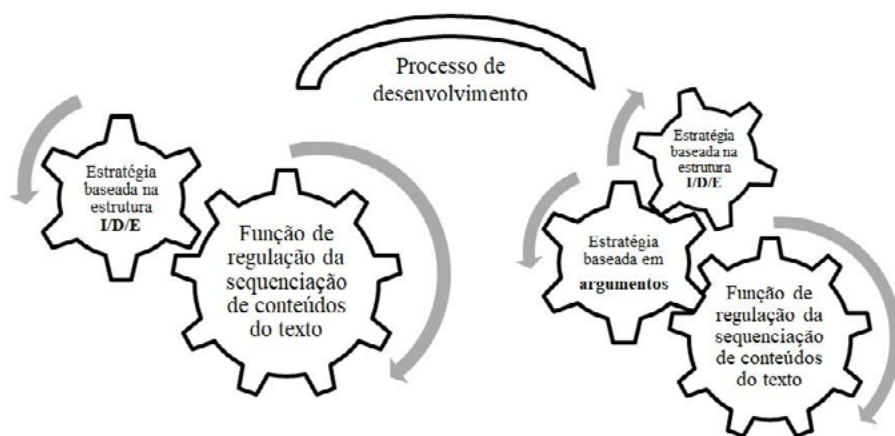 Processo de
desenvolvimento
Estratégia
baseada na
estrutura
I/D/E
Função de
regulação da
sequenciação
de conteúdos
do texto
Estratégia
baseada na
estrutura
I/D/E
Estratégia
baseada em
argumentos
Função de
regulação da
sequenciação
de conteúdos
do texto